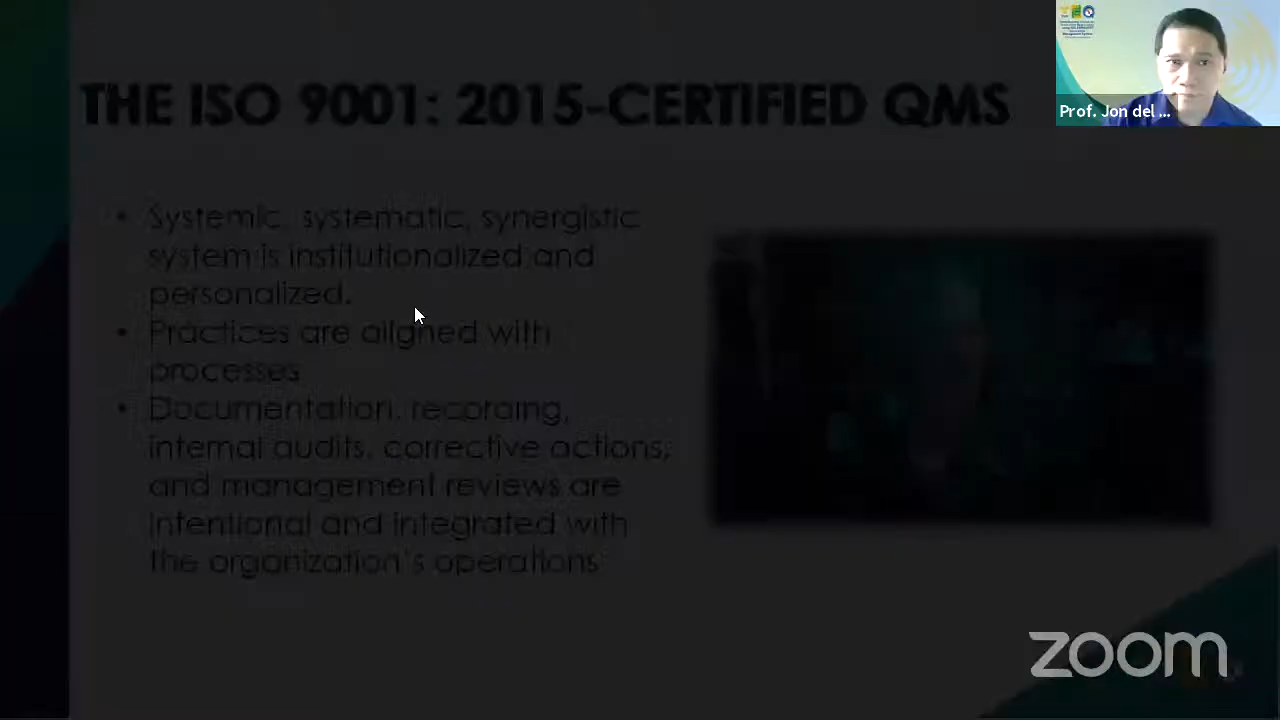 THE ISO 9001: 2015-CERTIFIED QMS
Prof. Jon del ...
• Systemic, systematic, synergistic
system is institutionalized and
personalized.
• Practices are aligned with
processes
• Documentation, recording,
internal audits, corrective actions,
and management reviews are
intentional and integrated with
the organization's operations
zoom